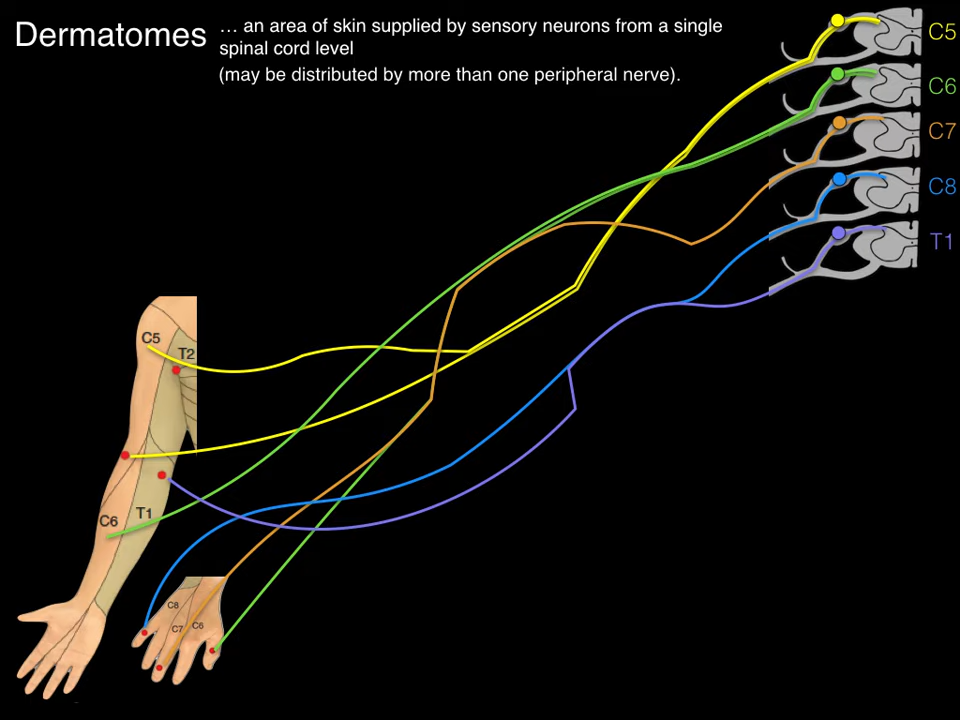 Dermatomes
… an area of skin supplied by sensory neurons from a single
spinal cord level
(may be distributed by more than one peripheral nerve).
C5
C6
C7
C8
T1
C5
T2
C6
T1
C8
C7
C6